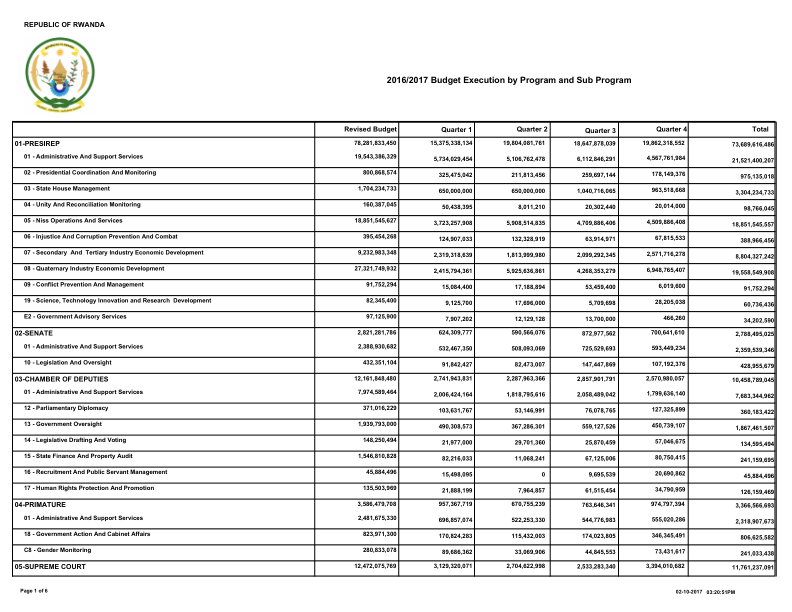 REPUBLIC OF RWANDA
2016/2017 Budget Execution by Program and Sub Program
Revised Budget Quarter 1 Quarter 2 Quarter 3 Quarter 4 Total
01-PRESIREP 78,281,833,450 15,375,338,134 19,804,081,761 18,647,878,039 19,862,318,552 73,689,616,486
01 - Administrative And Support Services 19,543,386,329 5,734,029,454 5,106,762,478 6,112,846,291 4,567,761,984 21,521,400,207
02 - Presidential Coordination And Monitoring 800,868,574 325,475,042 211,813,456 259,697,144 178,149,376 975,135,018
03 - State House Management 1,704,234,733 650,000,000 650,000,000 1,040,716,065 963,518,668 3,304,234,733
04 - Unity And Reconciliation Monitoring 160,387,045 50,438,395 8,011,210 20,302,440 20,014,000 98,766,045
05 - Niss Operations And Services 18,851,545,627 3,723,257,908 5,908,514,835 4,709,886,406 4,509,886,408 18,851,545,557
06 - Injustice And Corruption Prevention And Combat 395,454,268 124,907,033 132,328,919 63,914,971 67,815,533 388,966,456
07 - Secondary And Tertiary Industry Economic Development 9,232,983,348 2,319,318,639 1,813,999,980 2,099,292,345 2,571,716,278 8,804,327,242
08 - Quaternary Industry Economic Development 27,321,749,932 2,415,794,361 5,925,636,861 4,268,353,279 6,948,765,407 19,558,549,908
09 - Conflict Prevention And Management 91,752,294 15,084,400 17,188,894 53,459,400 6,019,600 91,752,294
19 - Science, Technology Innovation and Research Development 82,345,400 9,125,700 17,696,000 5,709,698 28,205,038 60,736,436
E2 - Government Advisory Services 97,125,900 7,907,202 12,129,128 13,700,000 466,260 34,202,590
02-SENATE 2,821,281,786 624,309,777 590,566,076 872,977,562 700,641,610 2,788,495,025
01 - Administrative And Support Services 2,388,930,682 532,467,350 508,093,069 725,529,693 593,449,234 2,359,539,346
10 - Legislation And Oversight 432,351,104 91,842,427 82,473,007 147,447,869 107,192,376 428,955,679
03-CHAMBER OF DEPUTIES 12,161,848,480 2,741,943,831 2,287,963,366 2,857,901,791 2,570,980,057 10,458,789,045
01 - Administrative And Support Services 7,974,589,464 2,006,424,164 1,818,795,616 2,058,489,042 1,799,636,140 7,683,344,962
12 - Parliamentary Diplomacy 371,016,229 103,631,767 53,146,991 76,078,765 127,325,899 360,183,422
13 - Government Oversight 1,939,793,000 490,308,573 367,286,301 559,127,526 450,739,107 1,867,461,507
14 - Legislative Drafting And Voting 148,250,494 21,977,000 29,701,360 25,870,459 57,046,675 134,595,494
15 - State Finance And Property Audit 1,546,810,828 82,216,033 11,068,241 67,125,006 80,750,415 241,159,695
16 - Recruitment And Public Servant Management 45,884,496 15,498,095 0 9,695,539 20,690,862 45,884,496
17 - Human Rights Protection And Promotion 135,503,969 21,888,199 7,964,857 61,515,454 34,790,959 126,159,469
04-PRIMATURE 3,586,479,708 957,367,719 670,755,239 763,646,341 974,797,394 3,366,566,693
01 - Administrative And Support Services 2,481,675,330 696,857,074 522,253,330 544,776,983 555,020,286 2,318,907,673
18 - Government Action And Cabinet Affairs 823,971,300 170,824,283 115,432,003 174,023,805 346,345,491 806,625,582
C8 - Gender Monitoring 280,833,078 89,686,362 33,069,906 44,845,553 73,431,617 241,033,438
05-SUPREME COURT 12,472,075,769 3,129,320,071 2,704,622,998 2,533,283,340 3,394,010,682 11,761,237,091
Page 1 of 6 02-10-2017 03:20:51PM